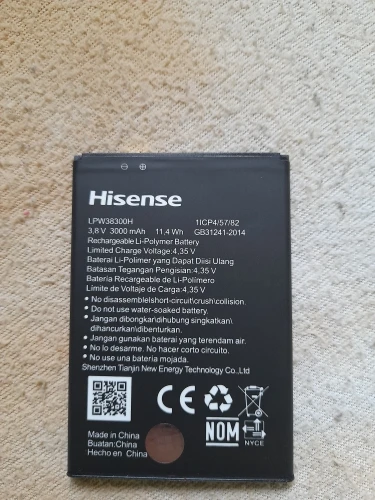 Hisense
LPW38300H 1ICP4/57/82
3,8 V 3000 mAh 11,4 Wh GB31241-2014
Rechargeable Li-Polymer Battery
Limited Charge Voltage:4,35 V
Baterai Li-Polimer yang Dapat Diisi Ulang
Batasan Tegangan Pengisian:4,35 V
Batería Recargable de Li-Polímero
Límite de Voltaje de Carga:4,35 V
• No disassemble\short-circuit\crush\collision.
• Do not use water-soaked battery.
• Jangan dibongkar\dihubung singkatkan\
dihancurkan\dibenturkan.
• Jangan gunakan baterai yang terendam air.
• No lo desarme. No hacer corto circuito.
• No use una batería mojada.
Shenzhen Tianjin New Energy Technology Co.,Ltd
CE
NOM NYCE
Made in China
Buatan:China
Hecho en China